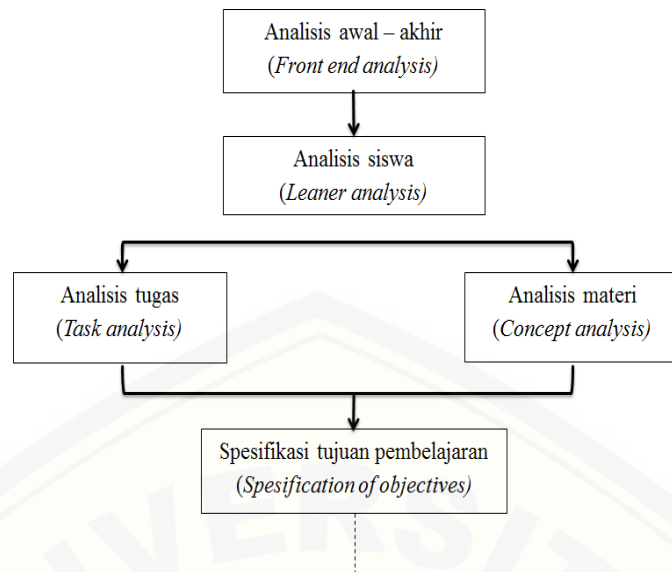 Analisis awal – akhir
(Front end analysis)
Analisis siswa
(Leaner analysis)
Analisis tugas
(Task analysis)
Analisis materi
(Concept analysis)
Spesifikasi tujuan pembelajaran
(Spesification of objectives)
IVERSIT